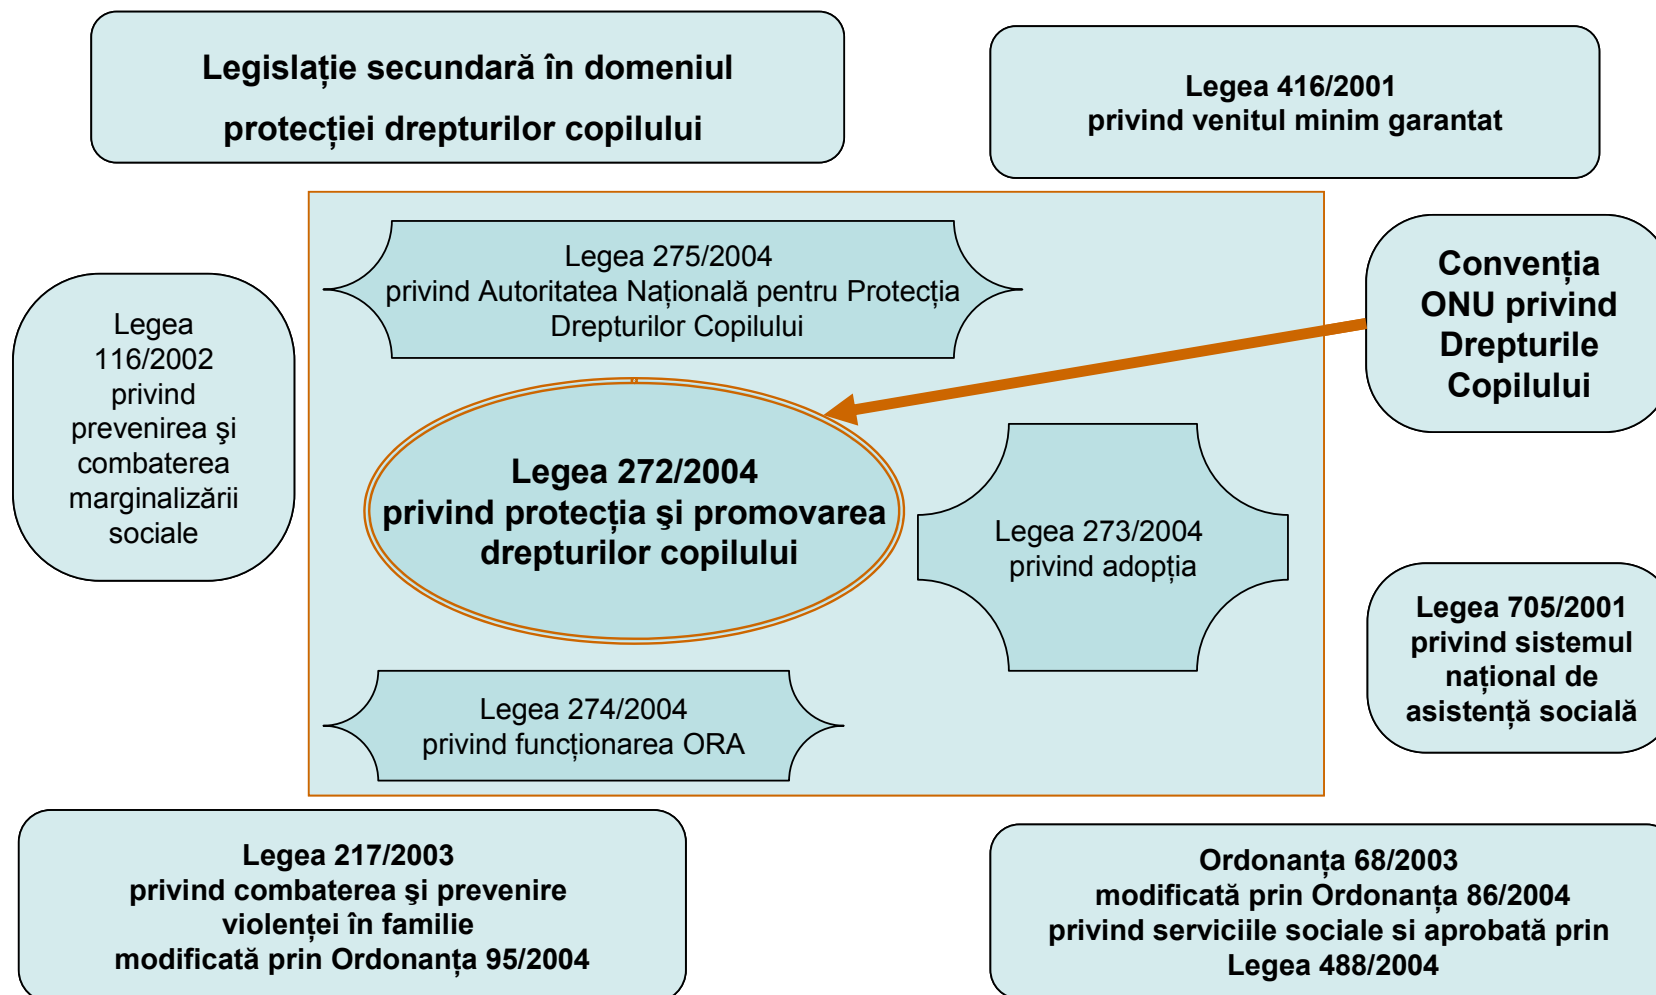 Legislație secundară în domeniul
protecției drepturilor copilului
Legea 416/2001
privind venitul minim garantat
Legea 275/2004
privind Autoritatea Națională pentru Protecția
Drepturilor Copilului
Convenția
ONU privind
Drepturile
Copilului
Legea
116/2002
privind
prevenirea şi
combaterea
marginalizării
sociale
Legea 272/2004
privind protecția şi promovarea
drepturilor copilului
Legea 273/2004
privind adopția
Legea 705/2001
privind sistemul
național de
asistență socială
Legea 274/2004
privind funcționarea ORA
Legea 217/2003
privind combaterea şi prevenire
violenței în familie
modificată prin Ordonanța 95/2004
Ordonanța 68/2003
modificată prin Ordonanța 86/2004
privind serviciile sociale si aprobată prin
Legea 488/2004